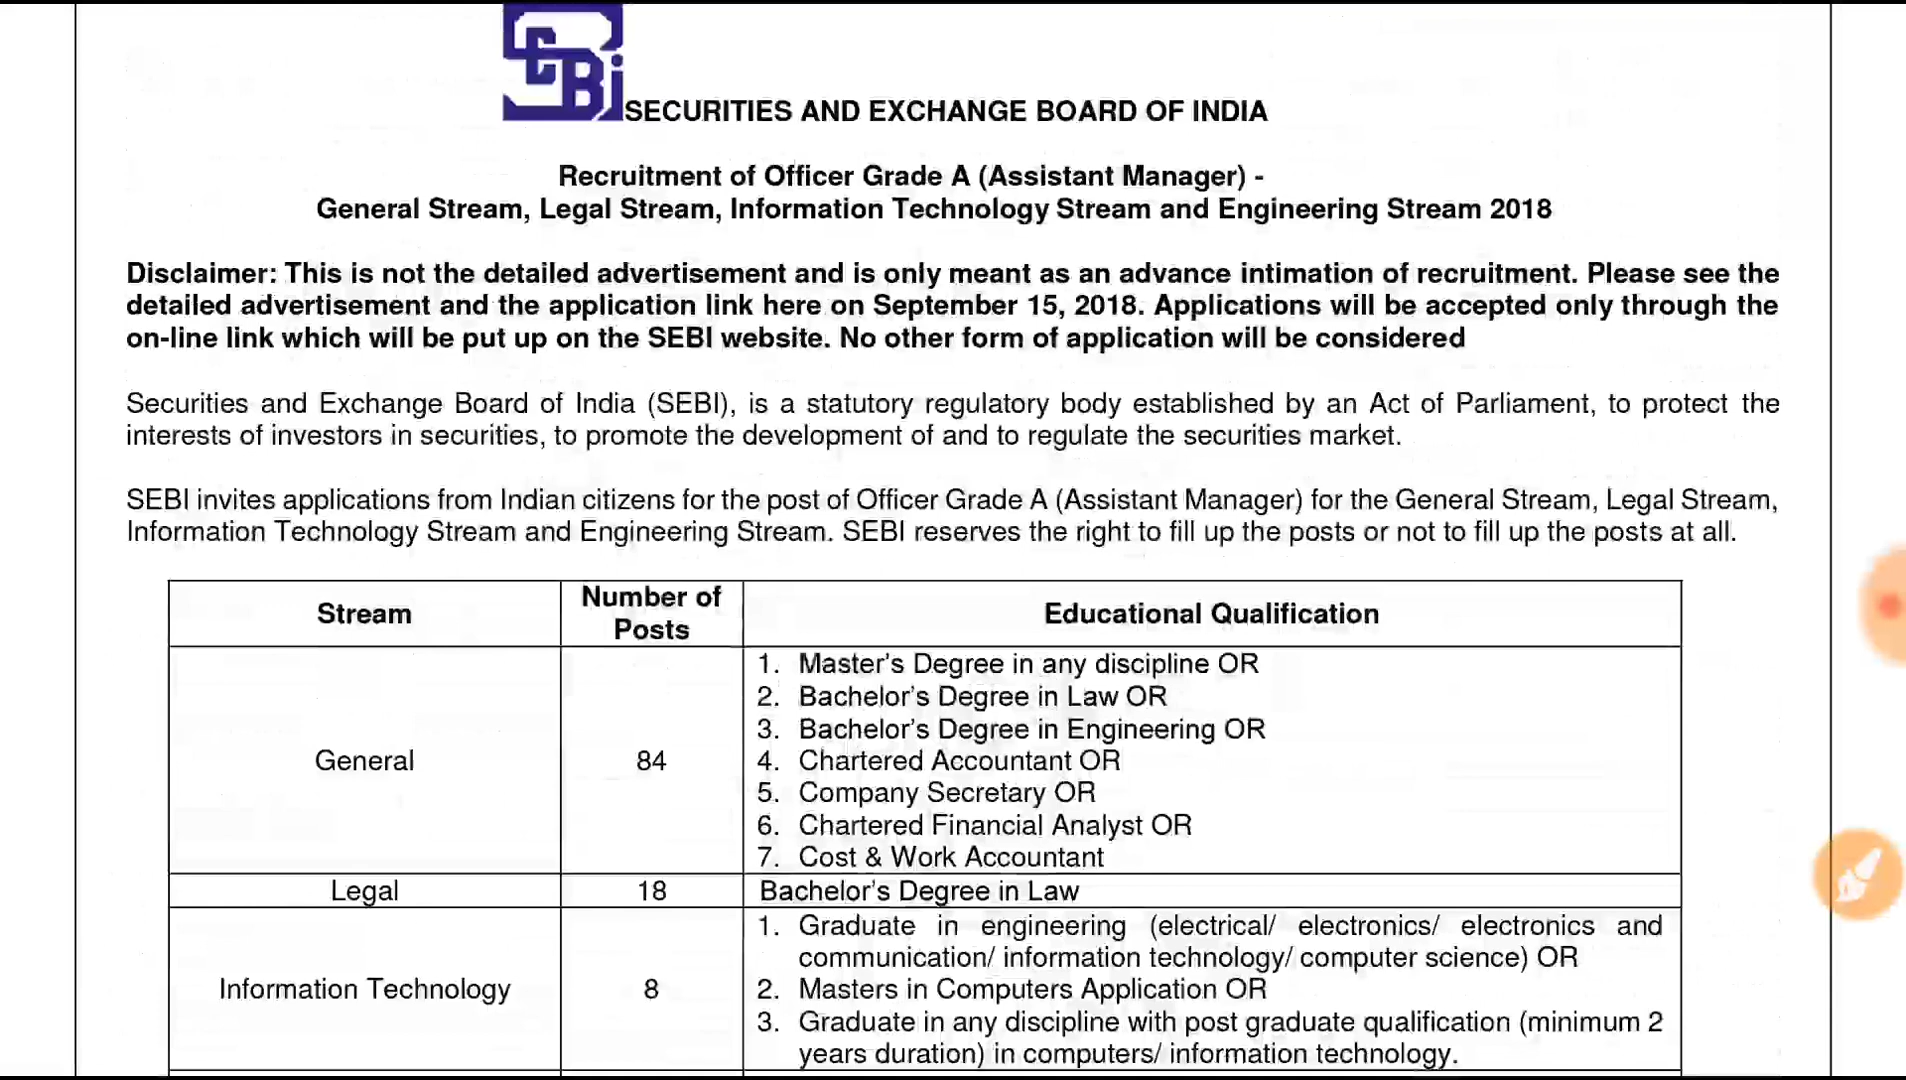 SEBI
SECURITIES AND EXCHANGE BOARD OF INDIA
Recruitment of Officer Grade A (Assistant Manager) -
General Stream, Legal Stream, Information Technology Stream and Engineering Stream 2018
Disclaimer: This is not the detailed advertisement and is only meant as an advance intimation of recruitment. Please see the
detailed advertisement and the application link here on September 15, 2018. Applications will be accepted only through the
on-line link which will be put up on the SEBI website. No other form of application will be considered
Securities and Exchange Board of India (SEBI), is a statutory regulatory body established by an Act of Parliament, to protect the
interests of investors in securities, to promote the development of and to regulate the securities market.
SEBI invites applications from Indian citizens for the post of Officer Grade A (Assistant Manager) for the General Stream, Legal Stream,
Information Technology Stream and Engineering Stream. SEBI reserves the right to fill up the posts or not to fill up the posts at all.
Stream
Number of
Posts
Educational Qualification
General
84
1. Master's Degree in any discipline OR
2. Bachelor's Degree in Law OR
3. Bachelor's Degree in Engineering OR
4. Chartered Accountant OR
5. Company Secretary OR
6. Chartered Financial Analyst OR
7. Cost & Work Accountant
Legal
18
Bachelor's Degree in Law
Information Technology
8
1. Graduate in engineering (electrical/ electronics/ electronics and
communication/ information technology/ computer science) OR
2. Masters in Computers Application OR
3. Graduate in any discipline with post graduate qualification (minimum 2
years duration) in computers/ information technology.